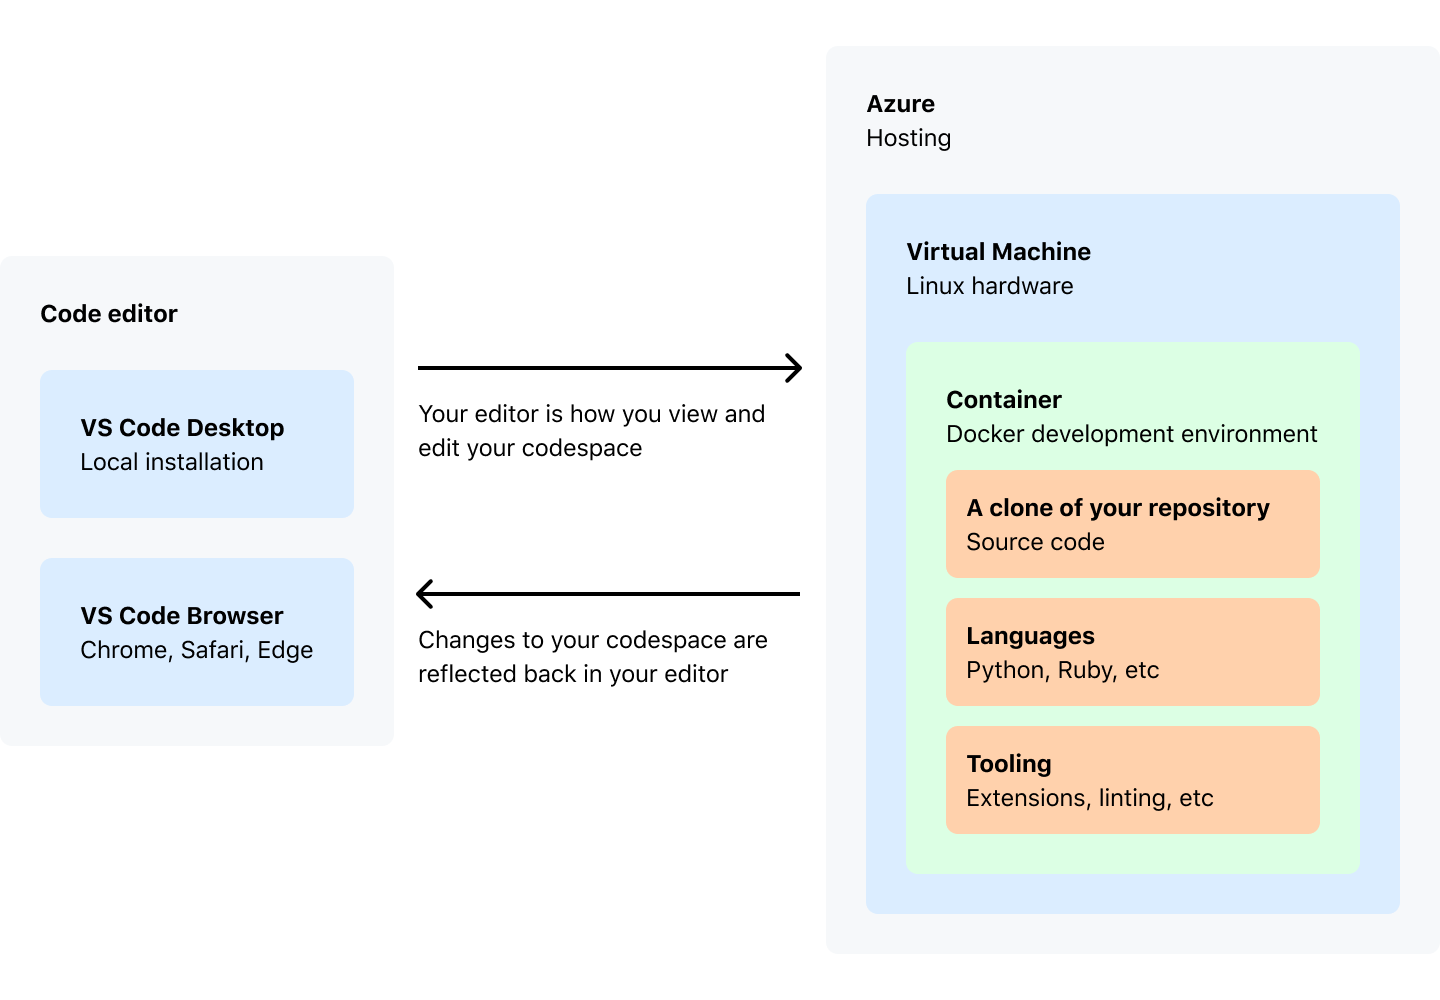 Code editor
VS Code Desktop
Local installation
VS Code Browser
Chrome, Safari, Edge
Your editor is how you view and
edit your codespace
Changes to your codespace are
reflected back in your editor
Azure
Hosting
Virtual Machine
Linux hardware
Container
Docker development environment
A clone of your repository
Source code
Languages
Python, Ruby, etc
Tooling
Extensions, linting, etc